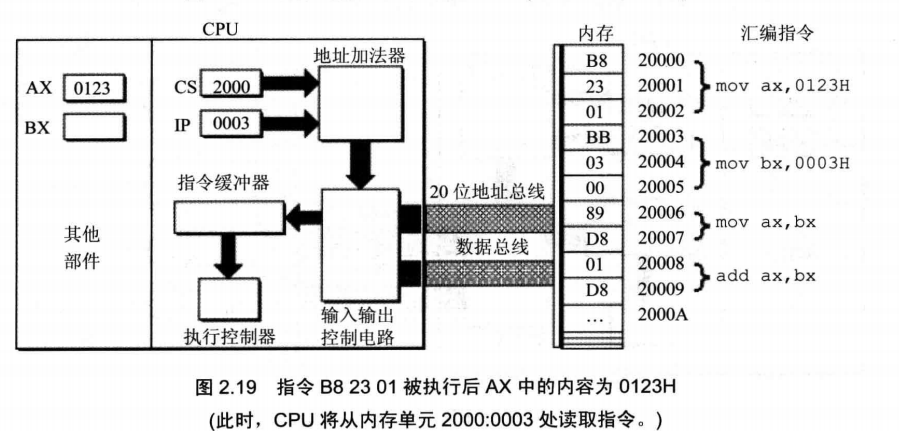 CPU
内存 汇编指令
地址加法器
AX 0123
CS 2000
BX
IP 0003
B8 20000
23 20001 mov ax,0123H
01 20002
BB 20003
03 20004 mov bx,0003H
00 20005
指令缓冲器
20 位地址总线
89 20006 mov ax,bx
D8 20007
其他
部件
数据总线
01 20008 add ax,bx
D8 20009
… 2000A
执行控制器
输入输出
控制电路
图 2.19 指令 B8 23 01 被执行后 AX 中的内容为 0123H
(此时，CPU 将从内存单元 2000:0003 处读取指令。)